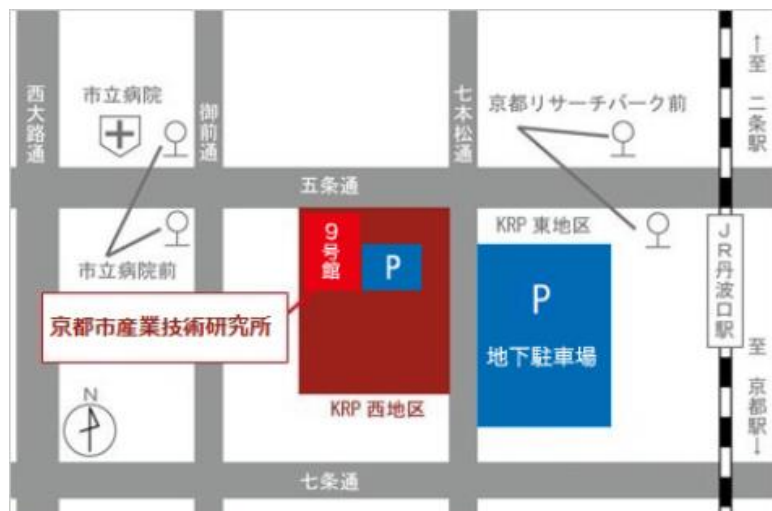 西大路通
市立病院
御前通
七本松通
京都リサーチパーク前
↑至 二条駅
五条通
9号館
P
KRP 東地区
市立病院前
JR丹波口駅
京都市産業技術研究所
P
地下駐車場
至 京都駅↓
KRP 西地区
N
七条通